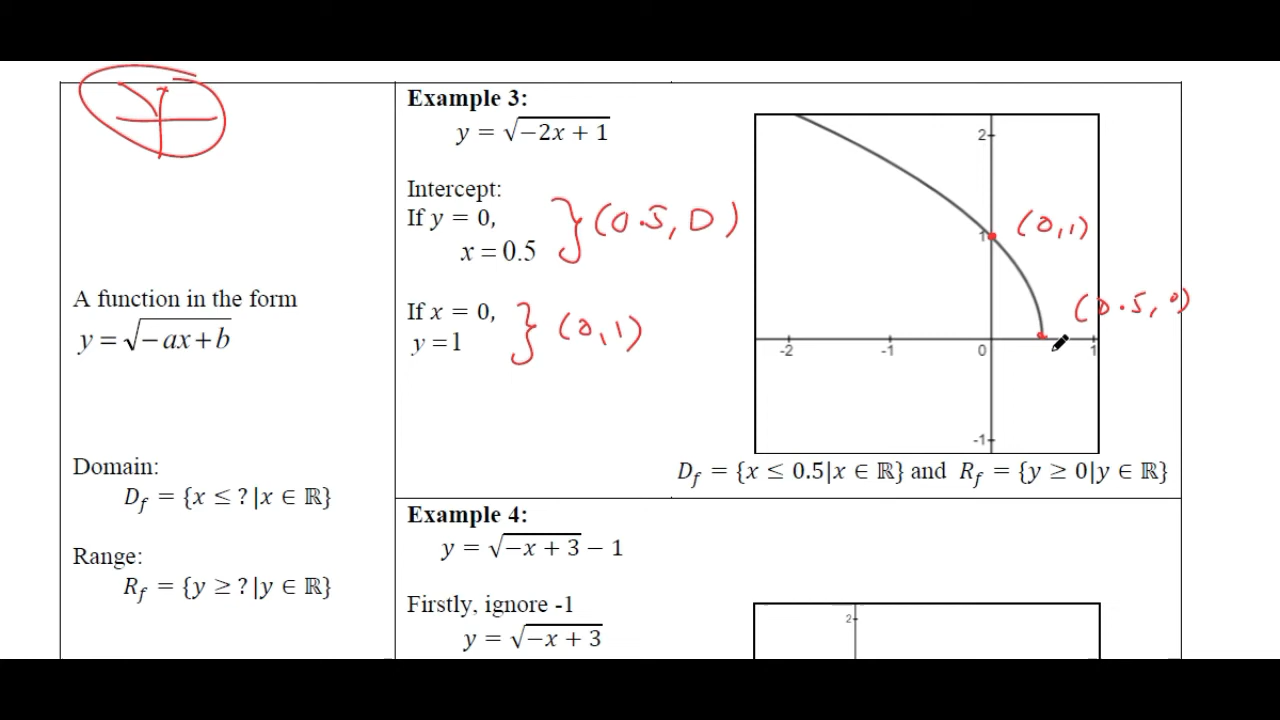 A function in the form
y = √−ax+b
Domain:
D_f = {x ≤ ? |x ∈ ℝ}
Range:
R_f = {y ≥ ? |y ∈ ℝ}
Example 3:
y = √−2x + 1
Intercept:
If y = 0,
x = 0.5
} (0.5, 0)
If x = 0,
y = 1
} (0,1)
2
1
(0,1)
(0.5, 0)
-2 -1 0 1
-1
D_f = {x ≤ 0.5|x ∈ ℝ} and R_f = {y ≥ 0|y ∈ ℝ}
Example 4:
y = √−x + 3 − 1
Firstly, ignore -1
y = √−x + 3
2